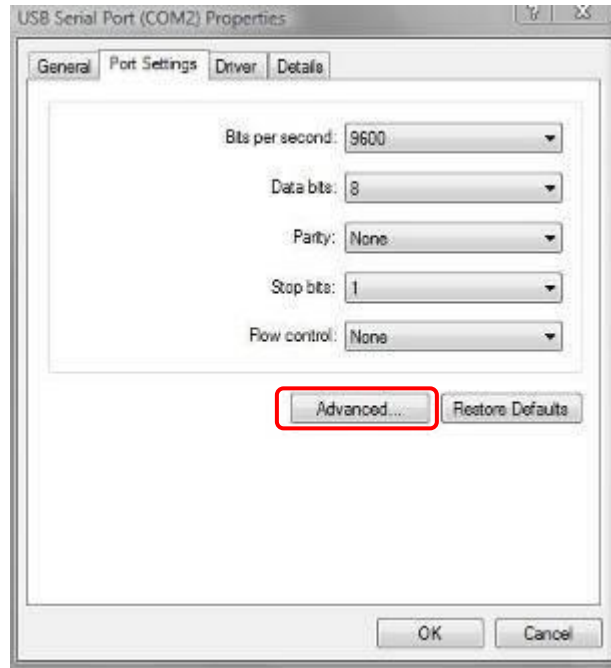 USB Serial Port (COM2) Properties
General Port Settings Driver Details
Bits per second: 9600
Data bits: 8
Parity: None
Stop bits: 1
Flow control: None
Advanced... Restore Defaults
OK Cancel